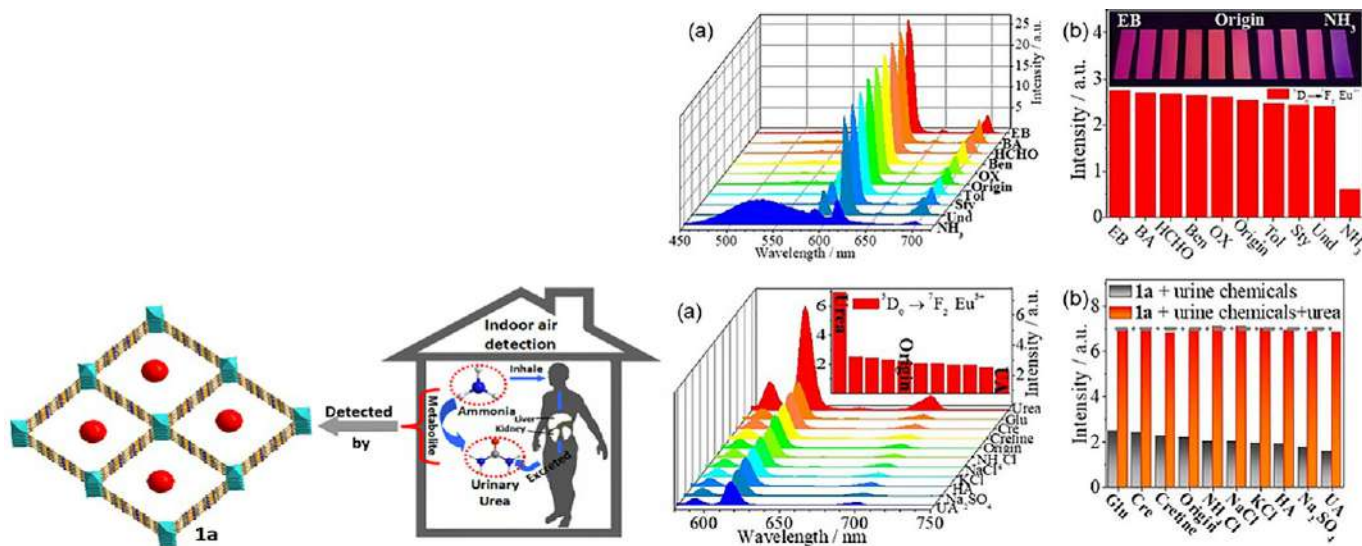 (a)
25
20
15
10
5
Intensity / a.u.
EB
BA
HCHO
Ben
OX
Origin
Tol
Sty
Und
NH3
450 500 550 600 650 700
Wavelength / nm
(b)
EB Origin NH3
4
3
2
1
0
Intensity / a.u.
EB
BA
HCHO
Ben
OX
Origin
Tol
Sty
Und
NH3
1a
Detected
by
Indoor air
detection
Metabolite
Ammonia
Inhale
Liver
Kidney
Excreted
Urinary
Urea
(a)
6
4
2
⁵D₀ → ⁷F₂ Eu³⁺
Urea
Origin
UA
6
4
2
Intensity / a.u.
Urea
Glu
Cre
Creline
Origin
NH4Cl
NaCl
KCl
HA
Na2SO4
UA
600 650 700 750
Wavelength / nm
(b)
1a + urine chemicals
1a + urine chemicals+urea
8
6
4
2
0
Intensity / a.u.
Glu
Cre
Cretine
Origin
NH4Cl
NaCl
KCl
HA
Na2SO4
UA